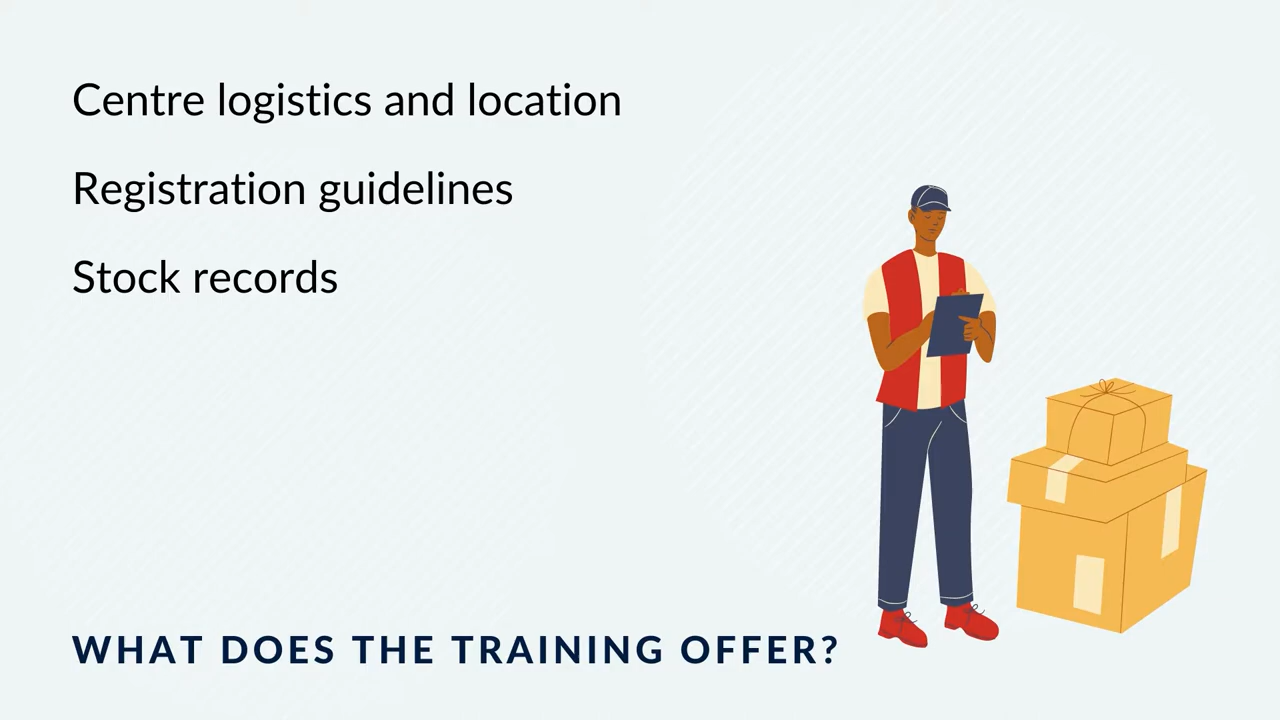 Centre logistics and location
Registration guidelines
Stock records
WHAT DOES THE TRAINING OFFER?